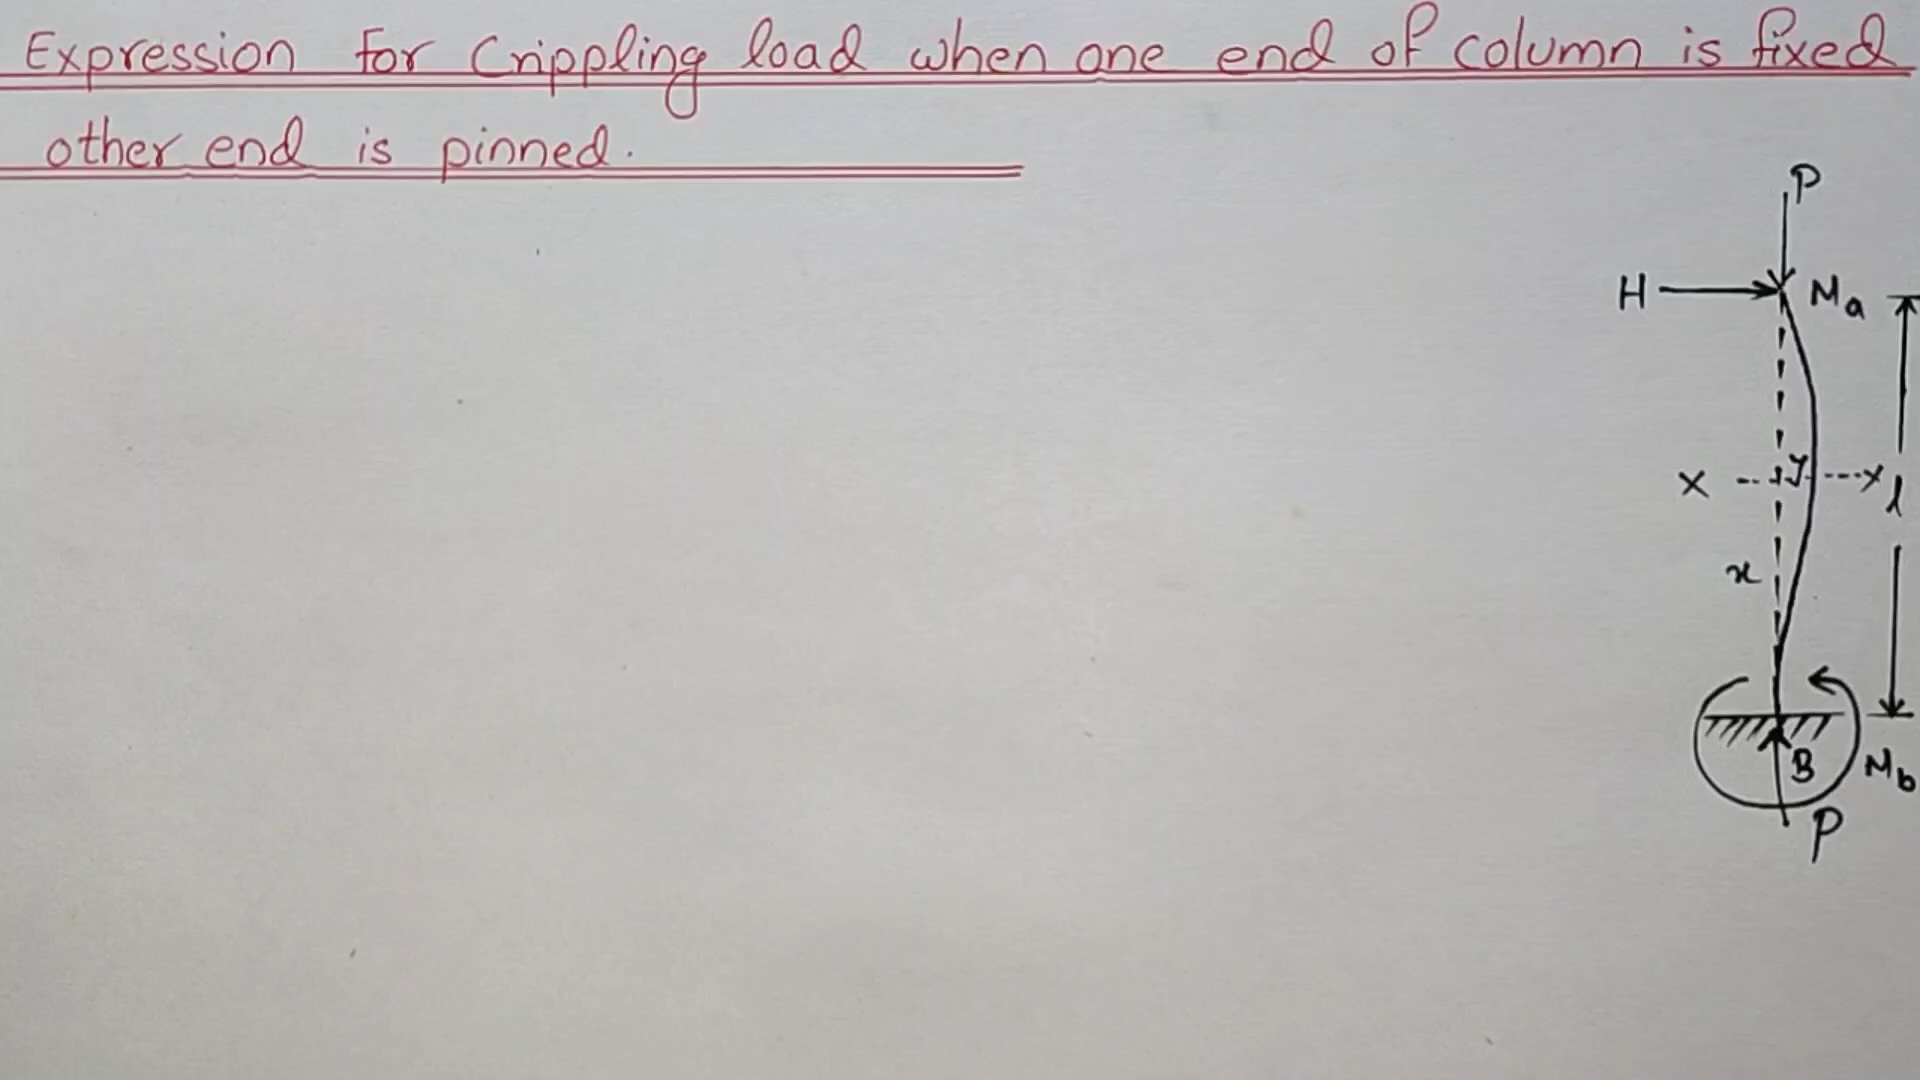 Expression for Crippling load when one end of column is fixed
other end is pinned.
P
H
Ma
X
y
X
l
x
B
Mb
P